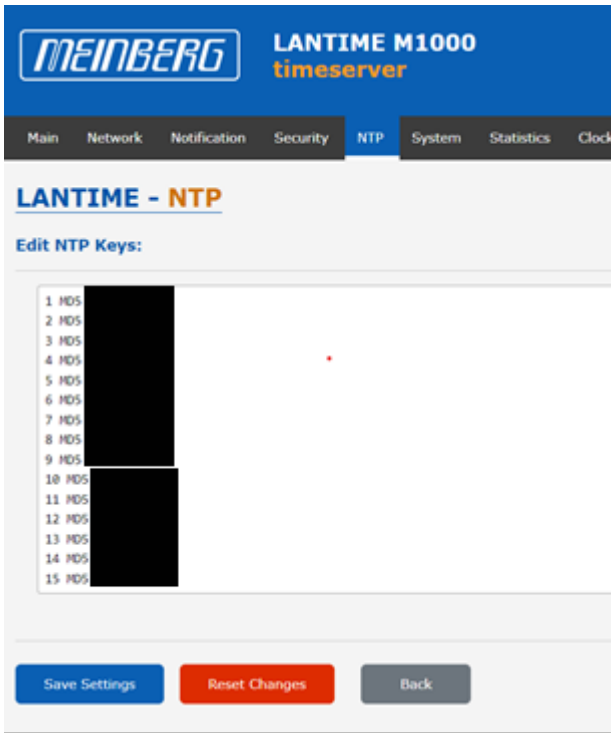 MEINBERG
LANTIME M1000
timeserver
Main Network Notification Security NTP System Statistics Clock
LANTIME - NTP
Edit NTP Keys:
1 MD5
2 MD5
3 MD5
4 MD5
5 MD5
6 MD5
7 MD5
8 MD5
9 MD5
10 MD5
11 MD5
12 MD5
13 MD5
14 MD5
15 MD5
Save Settings Reset Changes Back